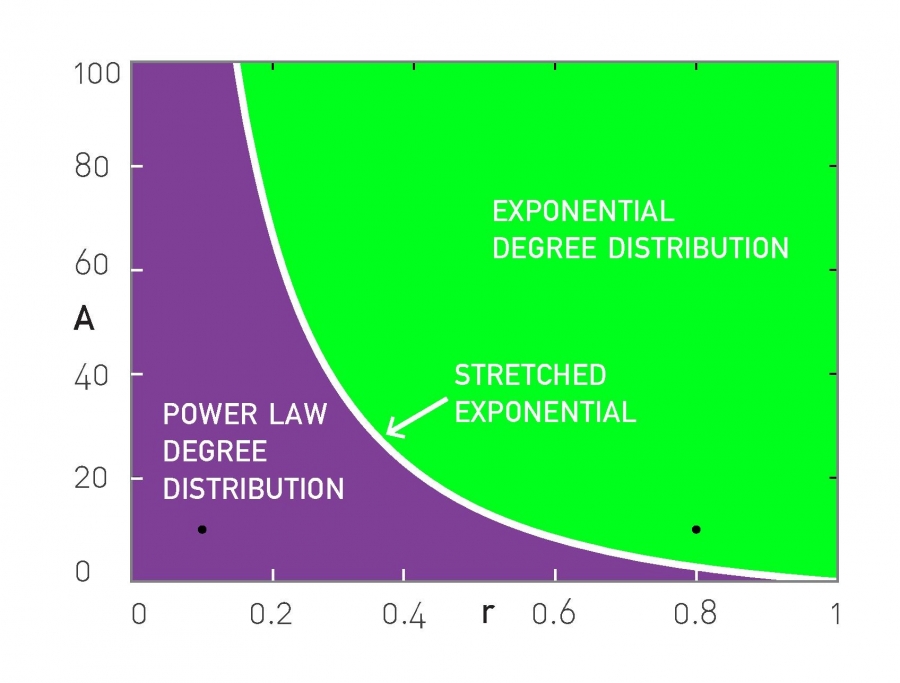 100
80
60
A
40
20
0
EXPONENTIAL
DEGREE DISTRIBUTION
STRETCHED
EXPONENTIAL
POWER LAW
DEGREE
DISTRIBUTION
0 0.2 0.4 r 0.6 0.8 1